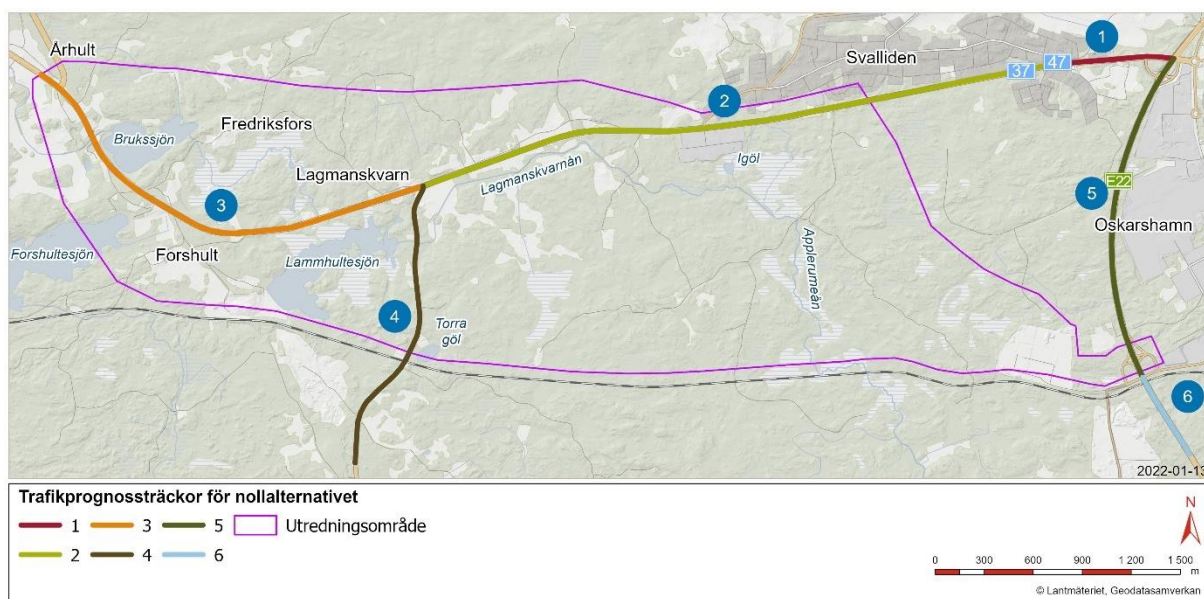 Århult
Svalliden
1
47
37
2
Fredriksfors
Brukssjön
Lagmanskvarn
Lagmanskvarnån
Igöl
3
5
E22
Oskarshamn
Forshultesjön
Forshult
Lammhultesjön
Applerumeån
4
Torra
göl
6
2022-01-13
Trafikprognossträckor för nollalternativet
1 3 5 Utredningsområde
2 4 6
N
0 300 600 900 1 200 1 500
m
© Lantmäteriet, Geodatasamverkan